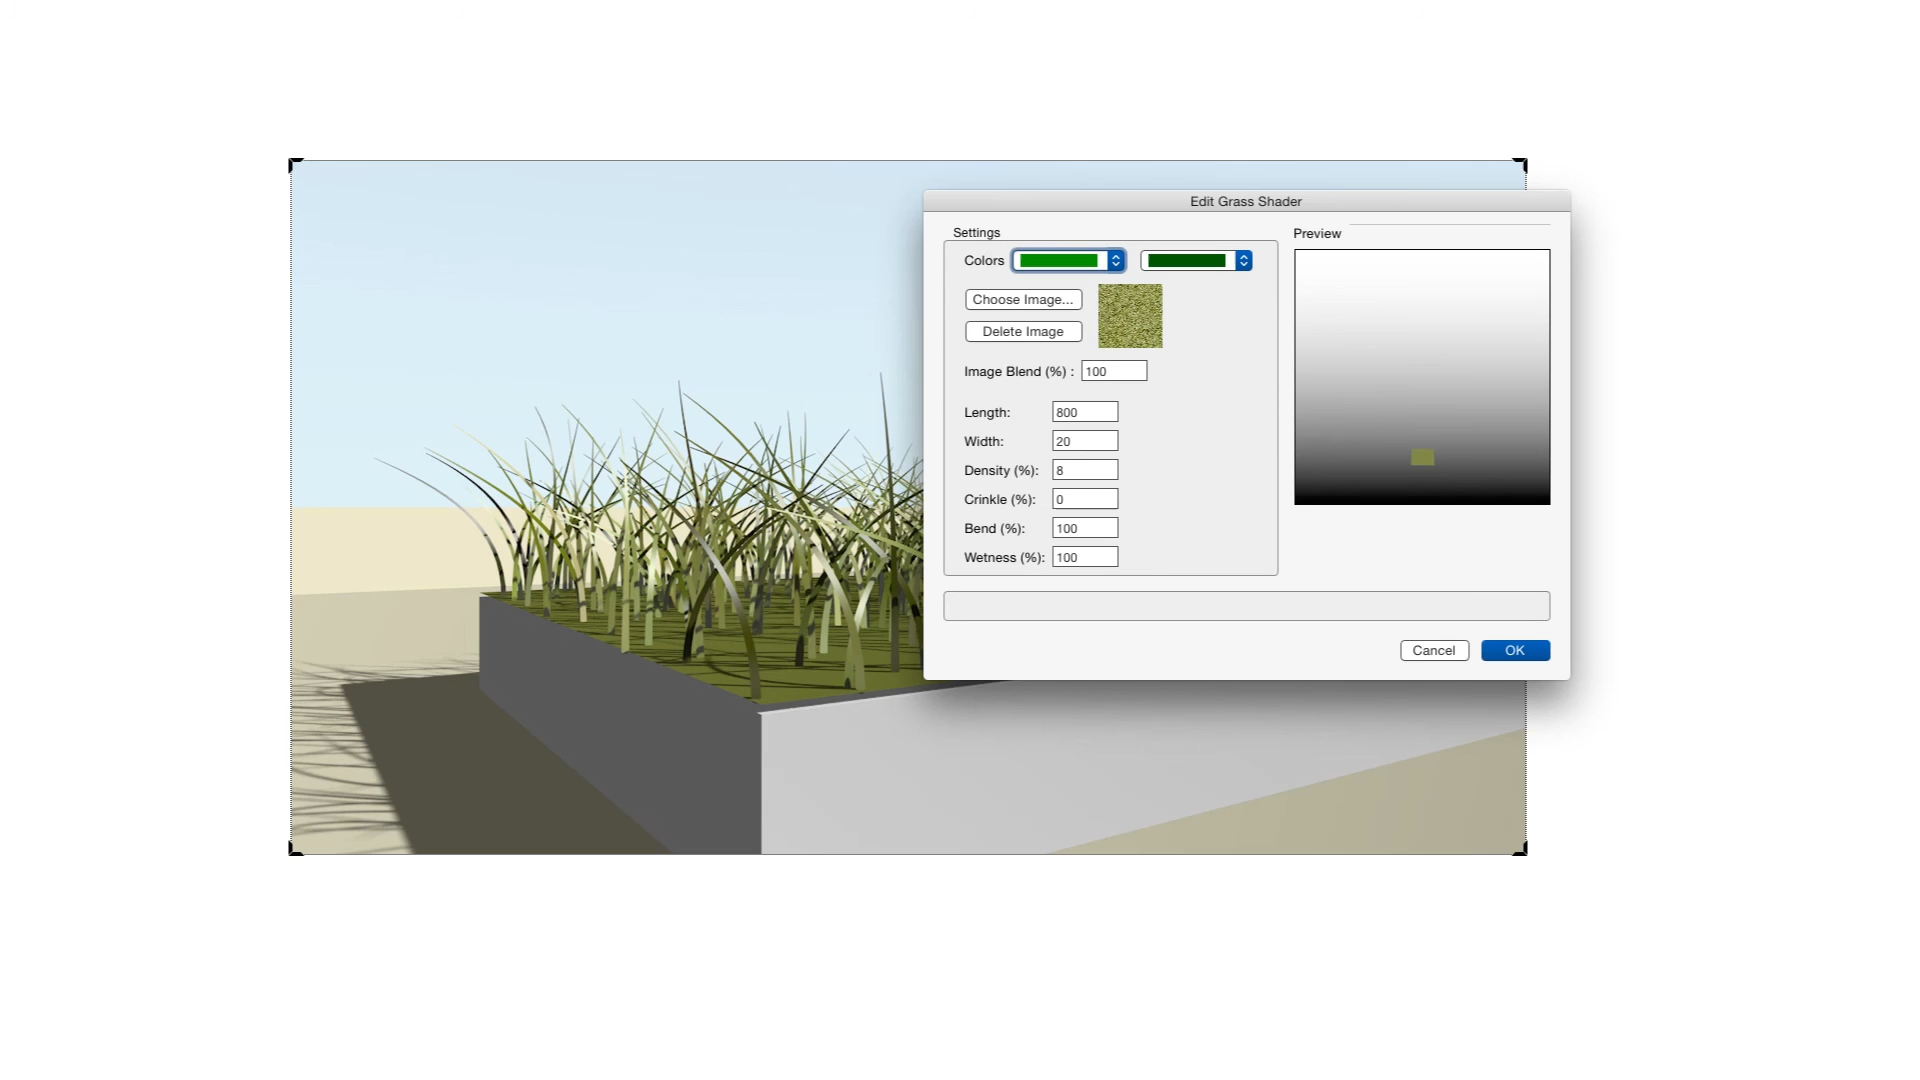 Edit Grass Shader
Settings
Preview
Colors
Choose Image...
Delete Image
Image Blend (%) : 100
Length: 800
Width: 20
Density (%): 8
Crinkle (%): 0
Bend (%): 100
Wetness (%): 100
Cancel OK